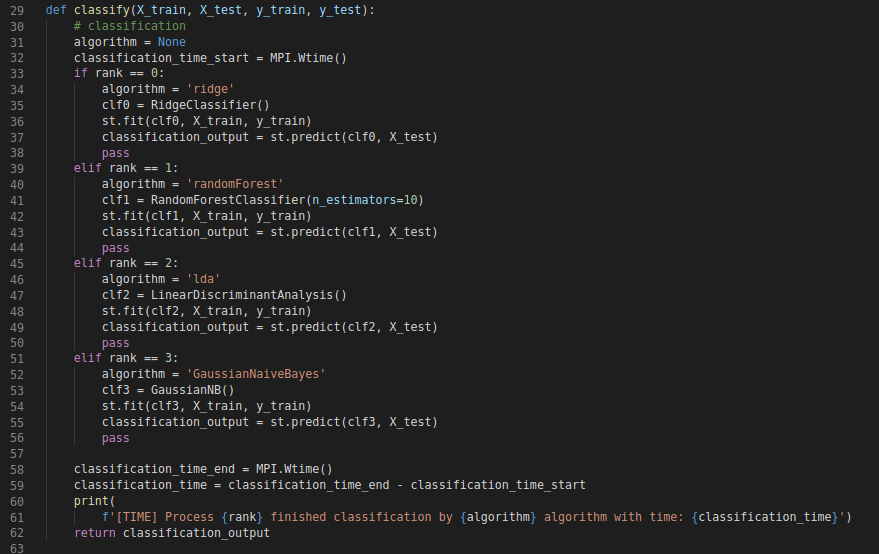 29 def classify(X_train, X_test, y_train, y_test):
30     # classification
31     algorithm = None
32     classification_time_start = MPI.Wtime()
33     if rank == 0:
34         algorithm = 'ridge'
35         clf0 = RidgeClassifier()
36         st.fit(clf0, X_train, y_train)
37         classification_output = st.predict(clf0, X_test)
38         pass
39     elif rank == 1:
40         algorithm = 'randomForest'
41         clf1 = RandomForestClassifier(n_estimators=10)
42         st.fit(clf1, X_train, y_train)
43         classification_output = st.predict(clf1, X_test)
44         pass
45     elif rank == 2:
46         algorithm = 'lda'
47         clf2 = LinearDiscriminantAnalysis()
48         st.fit(clf2, X_train, y_train)
49         classification_output = st.predict(clf2, X_test)
50         pass
51     elif rank == 3:
52         algorithm = 'GaussianNaiveBayes'
53         clf3 = GaussianNB()
54         st.fit(clf3, X_train, y_train)
55         classification_output = st.predict(clf3, X_test)
56         pass
57
58     classification_time_end = MPI.Wtime()
59     classification_time = classification_time_end - classification_time_start
60     print(
61         f'[TIME] Process {rank} finished classification by {algorithm} algorithm with time: {classification_time}')
62     return classification_output
63